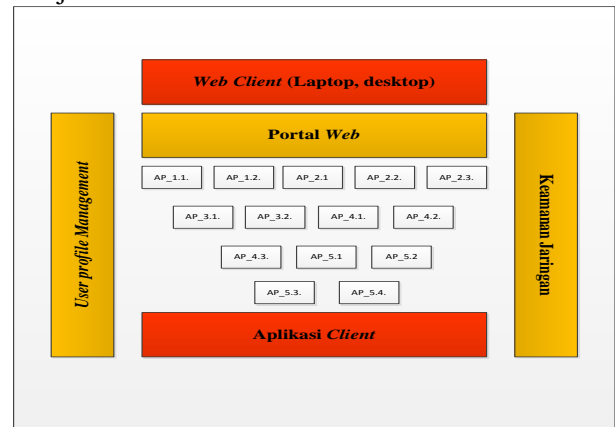 Web Client (Laptop, desktop)
Portal Web
User profile Management
Keamanan Jaringan
AP_1.1.
AP_1.2.
AP_2.1
AP_2.2.
AP_2.3.
AP_3.1.
AP_3.2.
AP_4.1.
AP_4.2.
AP_4.3.
AP_5.1
AP_5.2
AP_5.3.
AP_5.4.
Aplikasi Client